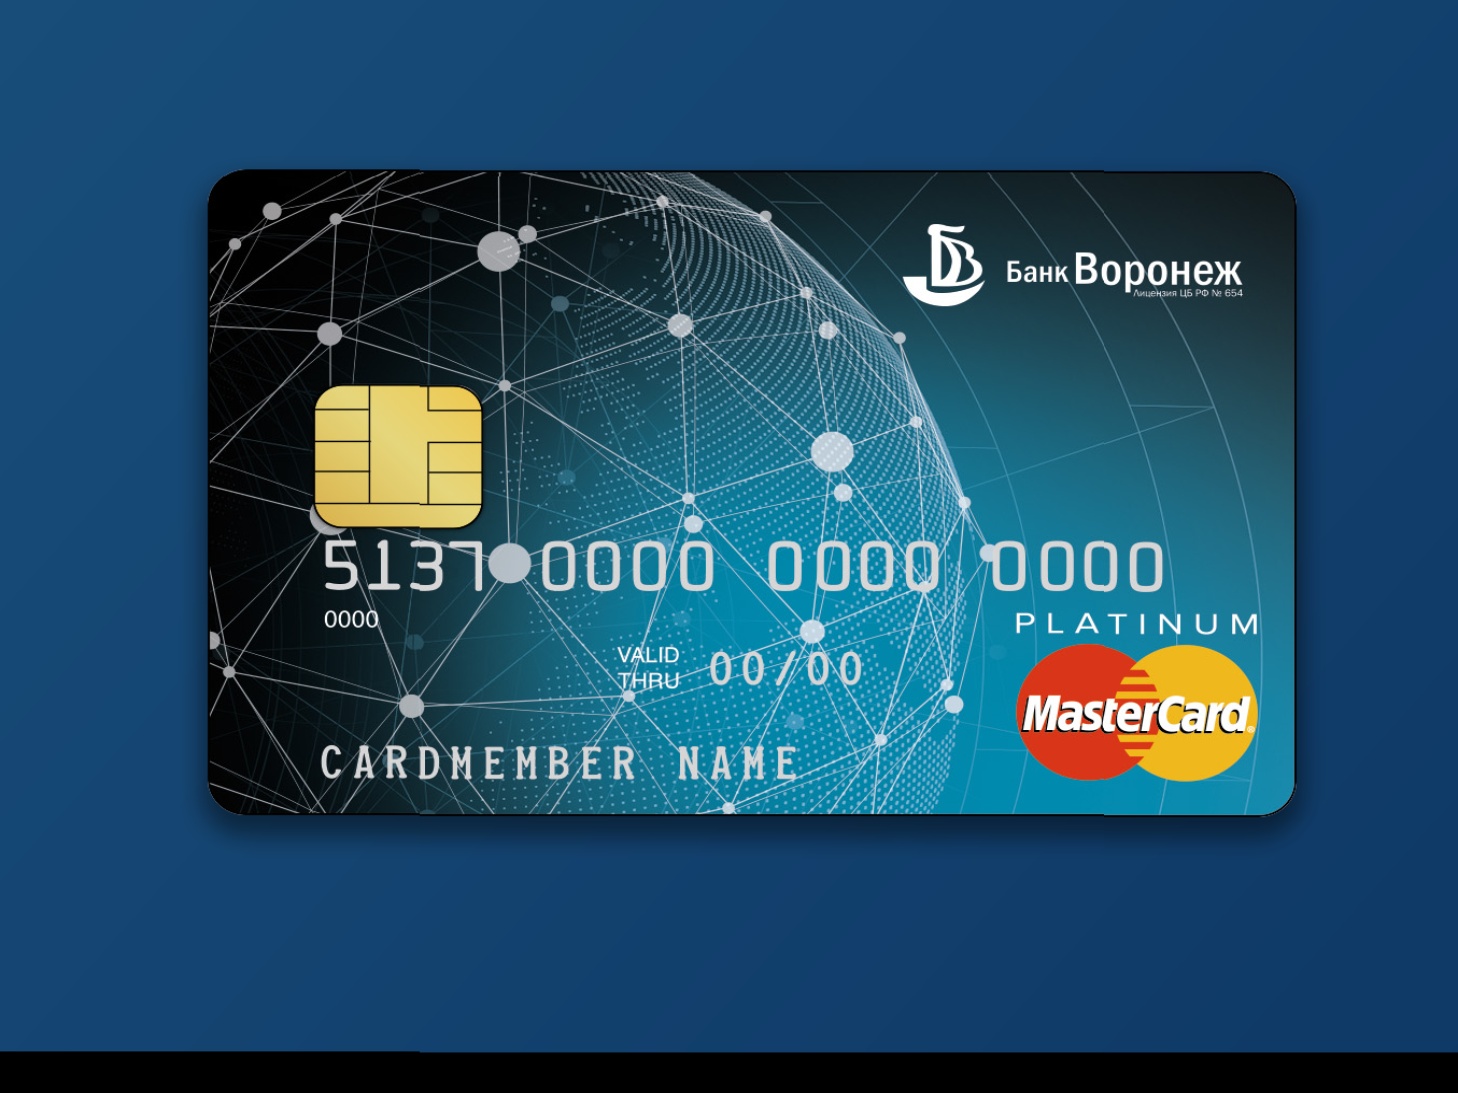 Банк Воронеж
Лицензия ЦБ РФ № 654
5137 0000 0000 0000
0000
PLATINUM
VALID THRU 00/00
MasterCard
CARDMEMBER NAME